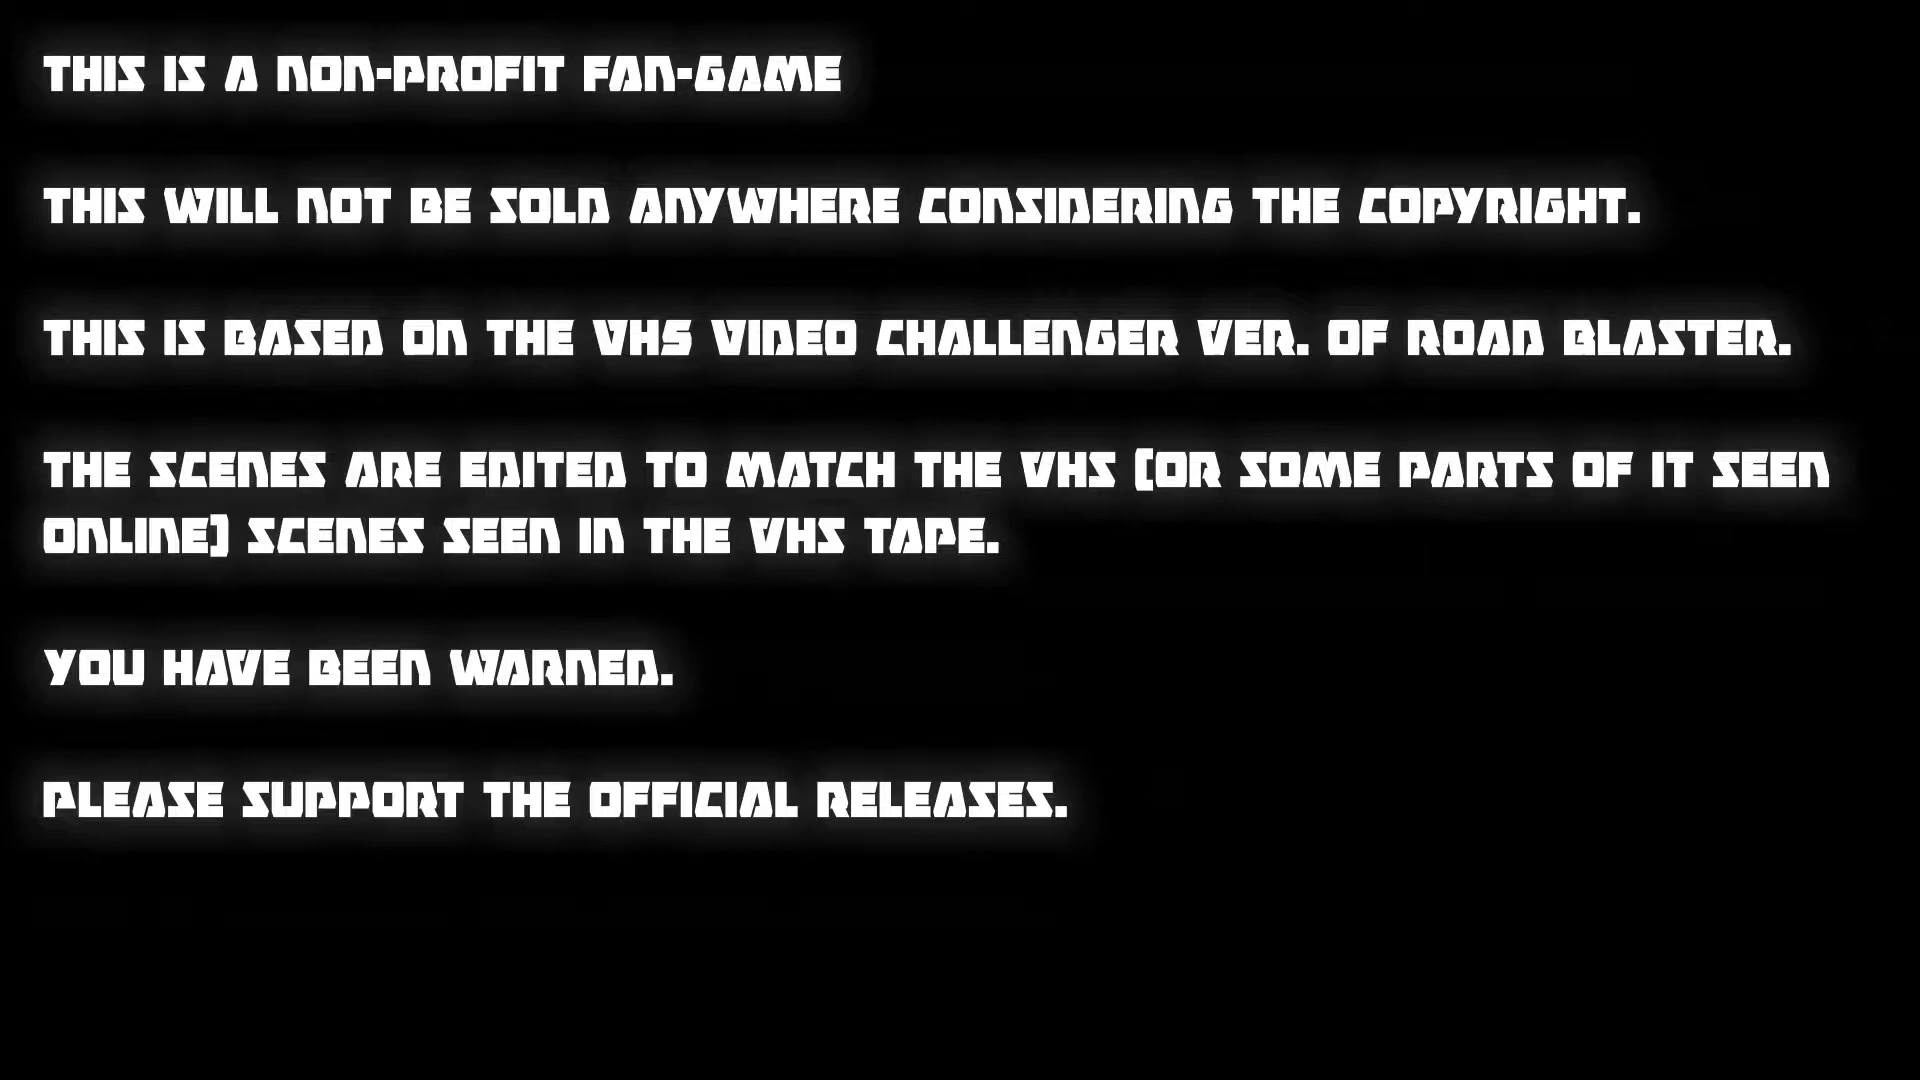 THIS IS A NON-PROFIT FAN-GAME
THIS WILL NOT BE SOLD ANYWHERE CONSIDERING THE COPYRIGHT.
THIS IS BASED ON THE VHS VIDEO CHALLENGER VER. OF ROAD BLASTER.
THE SCENES ARE EDITED TO MATCH THE VHS (OR SOME PARTS OF IT SEEN
ONLINE) SCENES SEEN IN THE VHS TAPE.
YOU HAVE BEEN WARNED.
PLEASE SUPPORT THE OFFICIAL RELEASES.